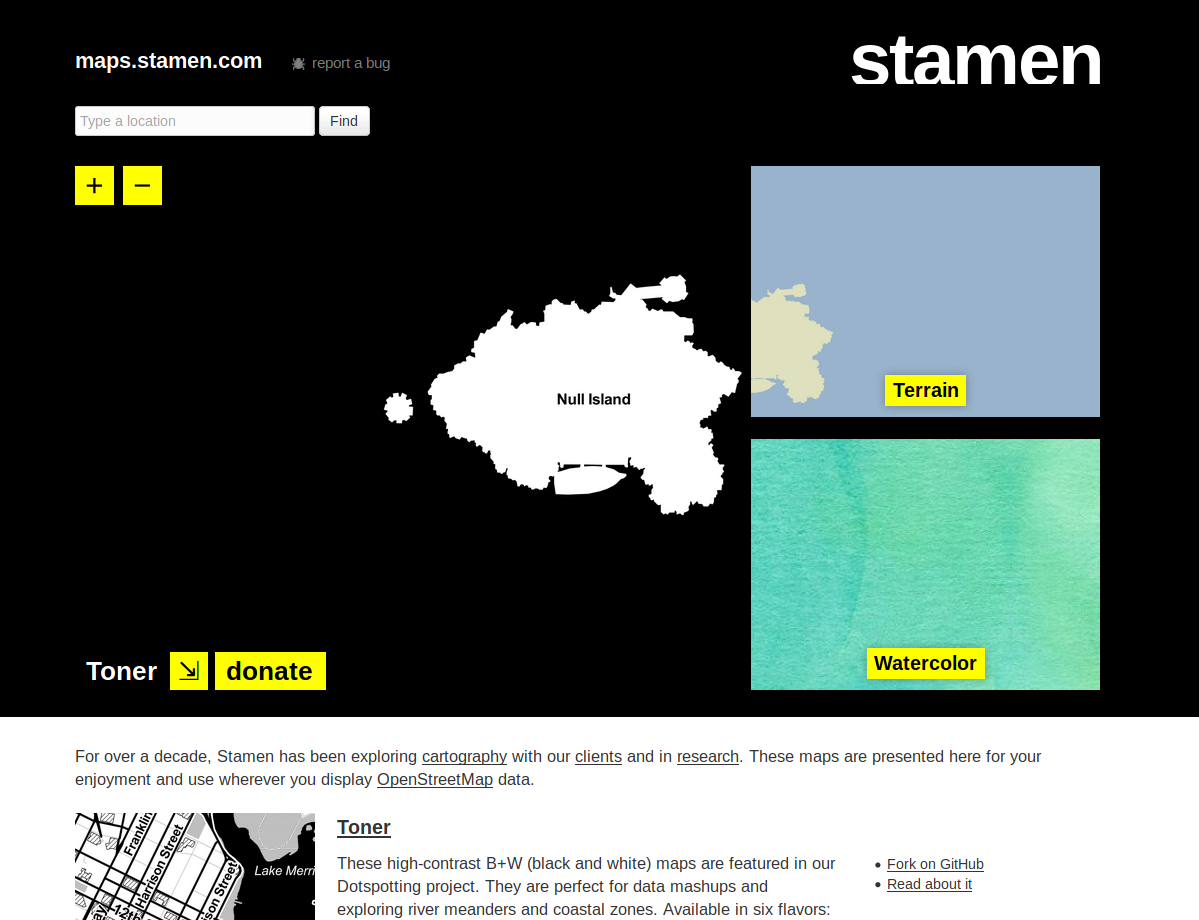 maps.stamen.com
report a bug
stamen
Type a location
Find
Null Island
Terrain
Watercolor
Toner
donate
For over a decade, Stamen has been exploring cartography with our clients and in research. These maps are presented here for your
enjoyment and use wherever you display OpenStreetMap data.
Franklin
Harrison Street
Lake Merri
12th
Toner
These high-contrast B+W (black and white) maps are featured in our
Dotspotting project. They are perfect for data mashups and
exploring river meanders and coastal zones. Available in six flavors:
Fork on GitHub
Read about it